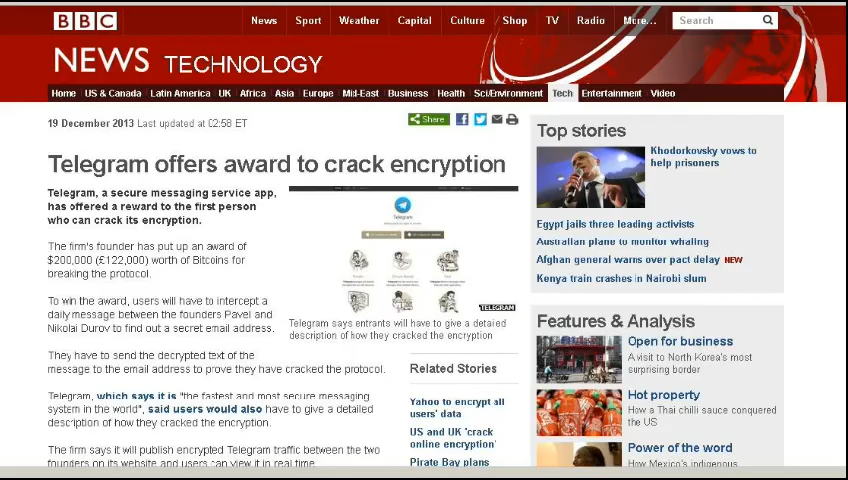 BBC News Sport Weather Capital Culture Shop TV Radio More... Search
NEWS TECHNOLOGY
Home US & Canada Latin America UK Africa Asia Europe Mid-East Business Health Sci/Environment Tech Entertainment Video
19 December 2013 Last updated at 02:58 ET
Share
Telegram offers award to crack encryption
Telegram, a secure messaging service app,
has offered a reward to the first person
who can crack its encryption.
The firm's founder has put up an award of
$200,000 (£122,000) worth of Bitcoins for
breaking the protocol.
To win the award, users will have to intercept a
daily message between the founders Pavel and
Nikolai Durov to find out a secret email address.
They have to send the decrypted text of the
message to the email address to prove they have cracked the protocol.
Telegram, which says it is "the fastest and most secure messaging
system in the world", said users would also have to give a detailed
description of how they cracked the encryption.
The firm says it will publish encrypted Telegram traffic between the two
founders on its website and users can view it in real time.
Telegram
TELEGRAM
Telegram says entrants will have to give a detailed
description of how they cracked the encryption
Related Stories
Yahoo to encrypt all
users' data
US and UK 'crack
online encryption'
Pirate Bay plans
Top stories
Khodorkovsky vows to
help prisoners
Egypt jails three leading activists
Australian plane to monitor whaling
Afghan general warns over pact delay NEW
Kenya train crashes in Nairobi slum
Features & Analysis
Open for business
A visit to North Korea's most
surprising border
Hot property
How a Thai chilli sauce conquered
the US
Power of the word
How Mexico's indigenous